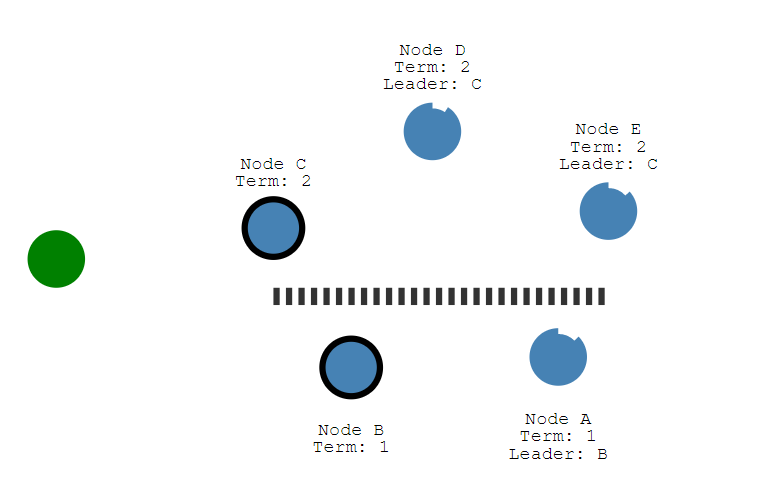 Node D
Term: 2
Leader: C
Node E
Term: 2
Leader: C
Node C
Term: 2
Node B
Term: 1
Node A
Term: 1
Leader: B